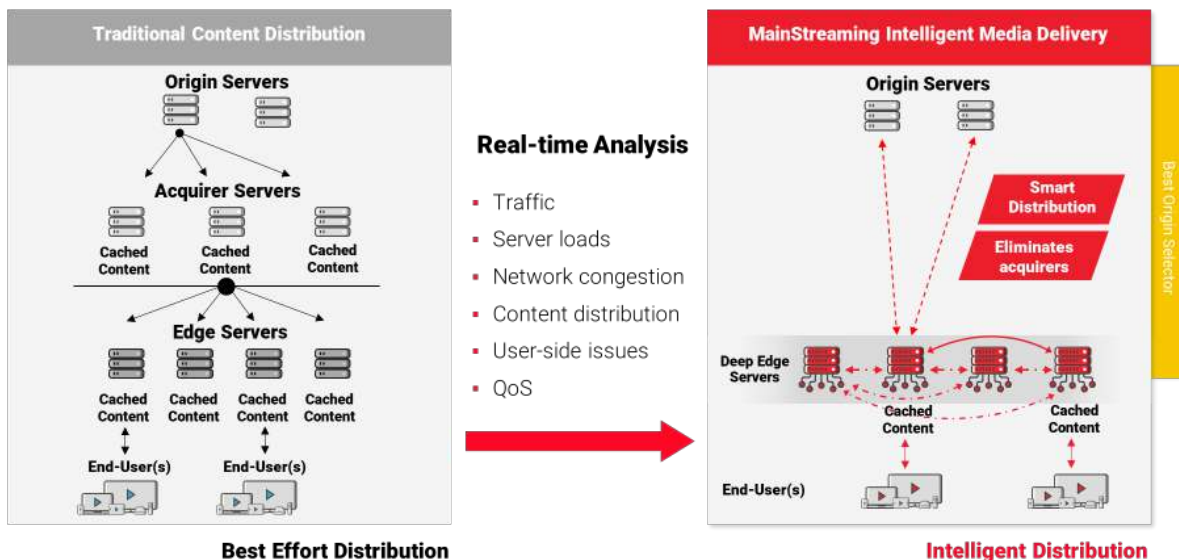 Traditional Content Distribution
Origin Servers
Acquirer Servers
Cached
Content
Cached
Content
Cached
Content
Edge Servers
Cached
Content
Cached
Content
Cached
Content
Cached
Content
End-User(s)
End-User(s)
Best Effort Distribution
Real-time Analysis
Traffic
Server loads
Network congestion
Content distribution
User-side issues
QoS
MainStreaming Intelligent Media Delivery
Origin Servers
Smart
Distribution
Eliminates
acquirers
Best Origin Selector
Deep Edge
Servers
Cached
Content
Cached
Content
End-User(s)
Intelligent Distribution